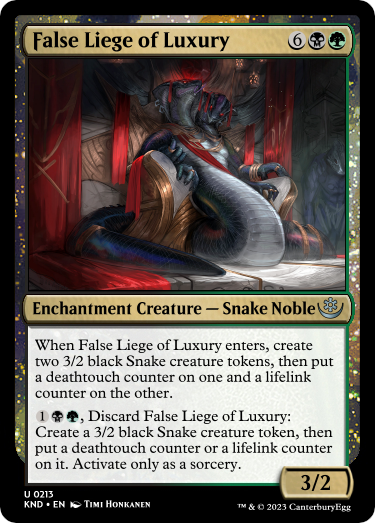 False Liege of Luxury 6
Enchantment Creature — Snake Noble
When False Liege of Luxury enters, create
two 3/2 black Snake creature tokens, then put
a deathtouch counter on one and a lifelink
counter on the other.
1, Discard False Liege of Luxury:
Create a 3/2 black Snake creature token, then
put a deathtouch counter or a lifelink counter
on it. Activate only as a sorcery.
3/2
U 0213
KND • EN Timi Honkanen
™ & © 2023 CanterburyEgg